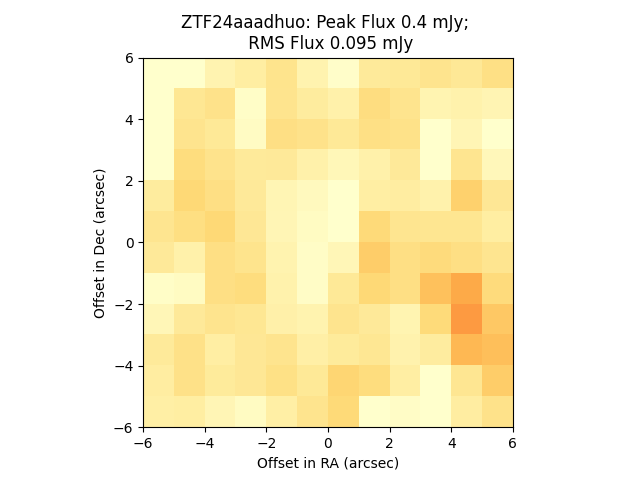 ZTF24aaadhuo: Peak Flux 0.4 mJy;
RMS Flux 0.095 mJy
6
4
2
0
−2
−4
−6
Offset in Dec (arcsec)
−6 −4 −2 0 2 4 6
Offset in RA (arcsec)